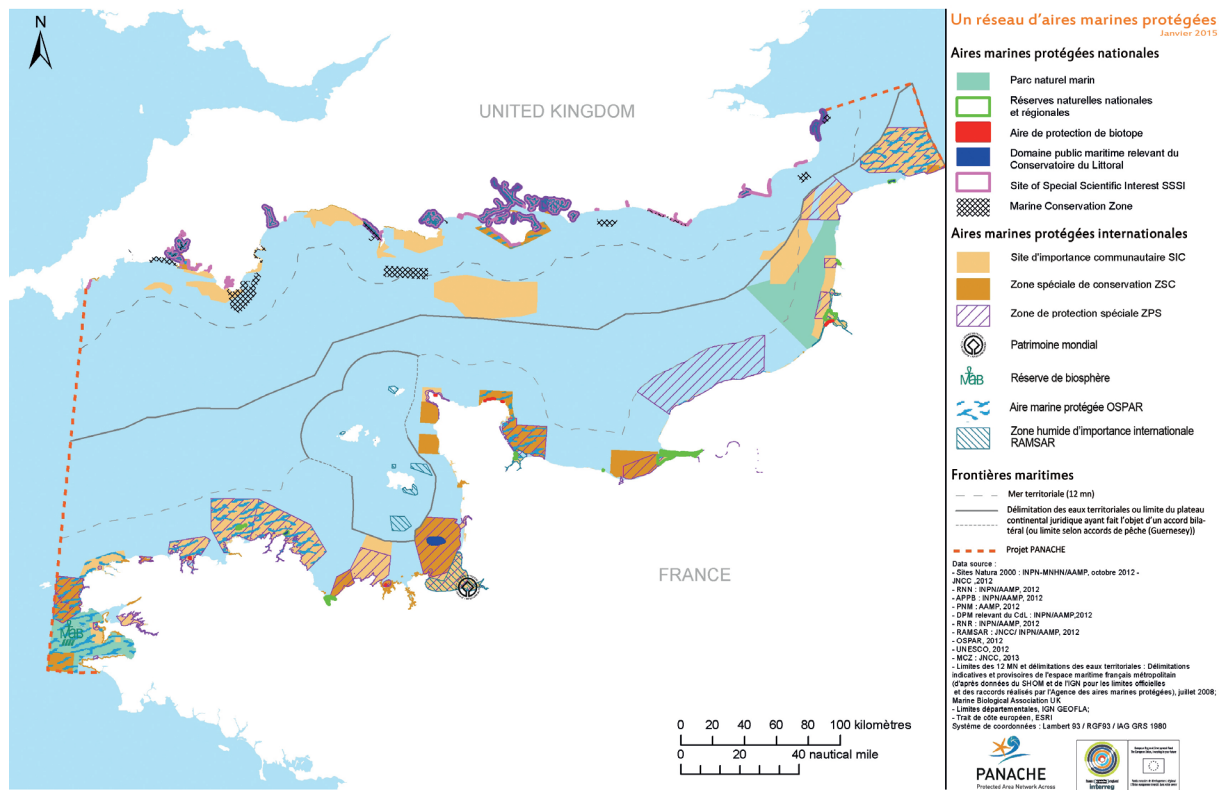 N
UNITED KINGDOM
FRANCE
MaB
0 20 40 60 80 100 kilomètres
0 20 40 nautical mile
Un réseau d'aires marines protégées
Janvier 2015
Aires marines protégées nationales
Parc naturel marin
Réserves naturelles nationales
et régionales
Aire de protection de biotope
Domaine public maritime relevant du
Conservatoire du Littoral
Site of Special Scientific Interest SSSI
Marine Conservation Zone
Aires marines protégées internationales
Site d'importance communautaire SIC
Zone spéciale de conservation ZSC
Zone de protection spéciale ZPS
Patrimoine mondial
MaB
Réserve de biosphère
Aire marine protégée OSPAR
Zone humide d'importance internationale
RAMSAR
Frontières maritimes
Mer territoriale (12 mn)
Délimitation des eaux territoriales ou limite du plateau
continental juridique ayant fait l'objet d'un accord bila-
téral (ou limite selon accords de pêche (Guernesey))
Projet PANACHE
Data source :
- Sites Natura 2000 : INPN-MNHN/AAMP, octobre 2012 -
JNCC ,2012
- RNN : INPN/AAMP, 2012
- APPB : INPN/AAMP, 2012
- PNM : AAMP, 2012
- DPM relevant du CdL : INPN/AAMP,2012
- RNR : INPN/AAMP, 2012
- RAMSAR : JNCC/ INPN/AAMP, 2012
- OSPAR, 2012
- UNESCO, 2012
- MCZ : JNCC, 2013
- Limites des 12 MN et délimitations des eaux territoriales : Délimitations
indicatives et provisoires de l'espace maritime français métropolitain
(d'après données du SHOM et de l'IGN pour les limites officielles
et des raccords réalisés par l'Agence des aires marines protégées), juillet 2008;
Marine Biological Association UK
- Limites départementales, IGN GEOFLA;
- Trait de côte européen, ESRI
Système de coordonnées : Lambert 93 / RGF93 / IAG GRS 1980
PANACHE
Protected Area Network Across
interreg